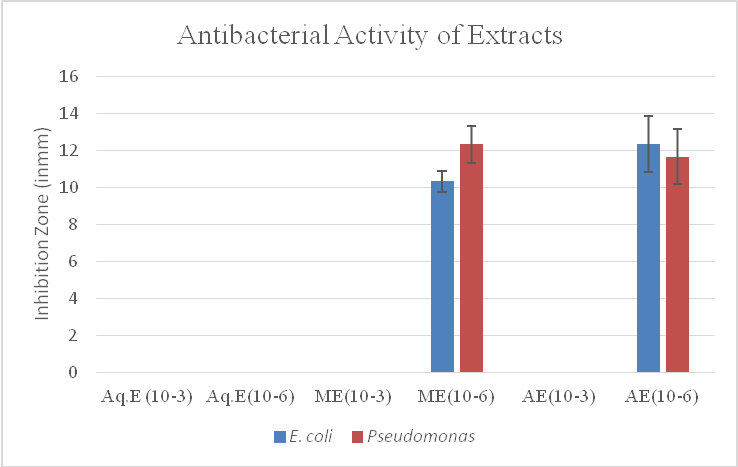 Antibacterial Activity of Extracts
Inhibition Zone (inmm)
16
14
12
10
8
6
4
2
0
Aq.E (10-3) Aq.E(10-6) ME(10-3) ME(10-6) AE(10-3) AE(10-6)
E. coli Pseudomonas